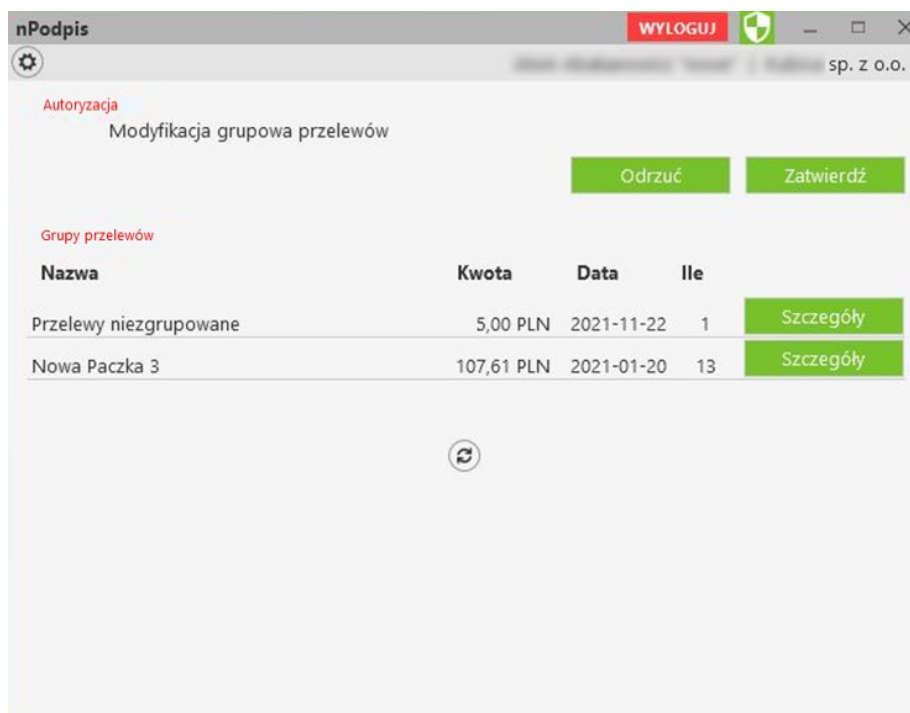 nPodpis WYLOGUJ
sp. z o.o.
Autoryzacja
Modyfikacja grupowa przelewów
Odrzuć Zatwierdź
Grupy przelewów
Nazwa Kwota Data Ile
Przelewy niezgrupowane 5,00 PLN 2021-11-22 1 Szczegóły
Nowa Paczka 3 107,61 PLN 2021-01-20 13 Szczegóły